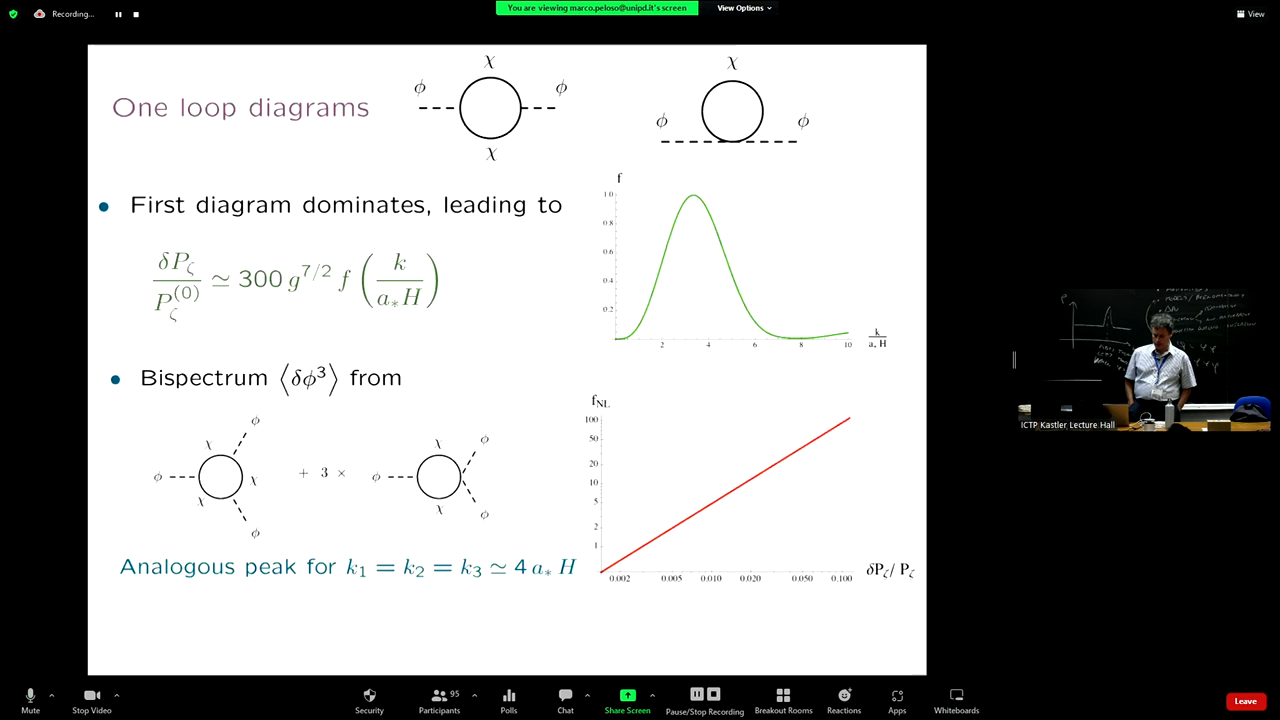 Recording...
You are viewing marco.peloso@unipd.it's screen
View Options
View
One loop diagrams
χ
ϕ ϕ
χ
χ
ϕ ϕ
• First diagram dominates, leading to
δP_ζ / P_ζ^(0) ≃ 300 g^{7/2} f ( k / a_* H )
f
1 0
0.8
0.6
0.4
0.2
2 4 6 8 10
k / a, H
• Bispectrum ⟨δϕ³⟩ from
ϕ
χ
ϕ χ
χ
ϕ
+ 3 ×
χ ϕ
ϕ
χ ϕ
f_NL
100
50
20
10
5
2
1
0.002 0.005 0.010 0.020 0.050 0.100
δP_ζ/ P_ζ
Analogous peak for k₁ = k₂ = k₃ ≃ 4 a_* H
ICTP Kastler Lecture Hall
Mute
Stop Video
Security
Participants
95
Polls
Chat
Share Screen
Pause/Stop Recording
Breakout Rooms
Reactions
Apps
Whiteboards
Leave